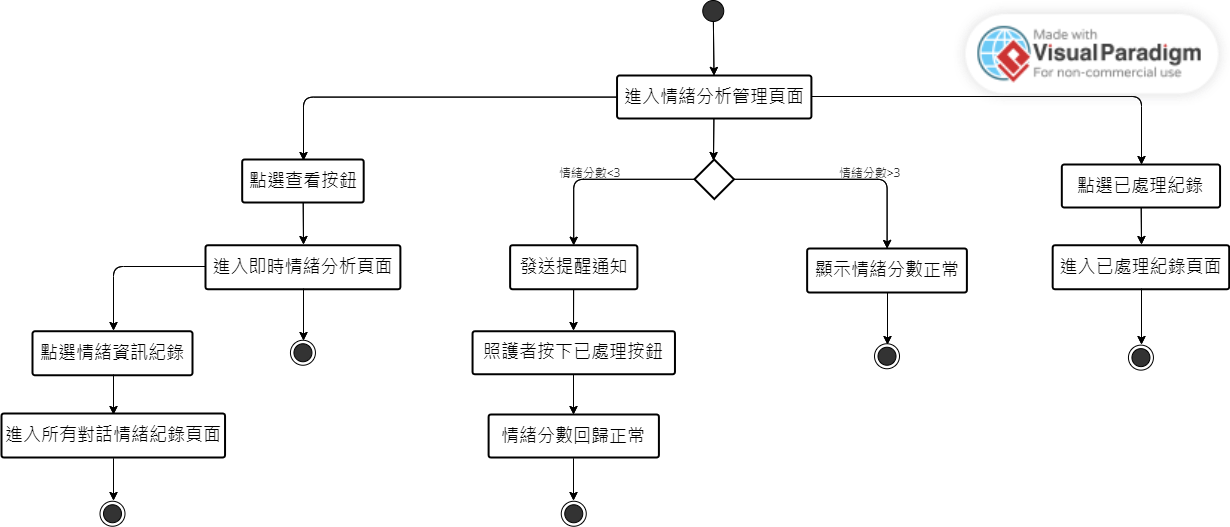 Made with
Visual Paradigm
For non-commercial use
進入情緒分析管理頁面
點選查看按鈕
情緒分數<3
情緒分數>3
點選已處理紀錄
進入即時情緒分析頁面
發送提醒通知
顯示情緒分數正常
進入已處理紀錄頁面
點選情緒資訊紀錄
照護者按下已處理按鈕
進入所有對話情緒紀錄頁面
情緒分數回歸正常